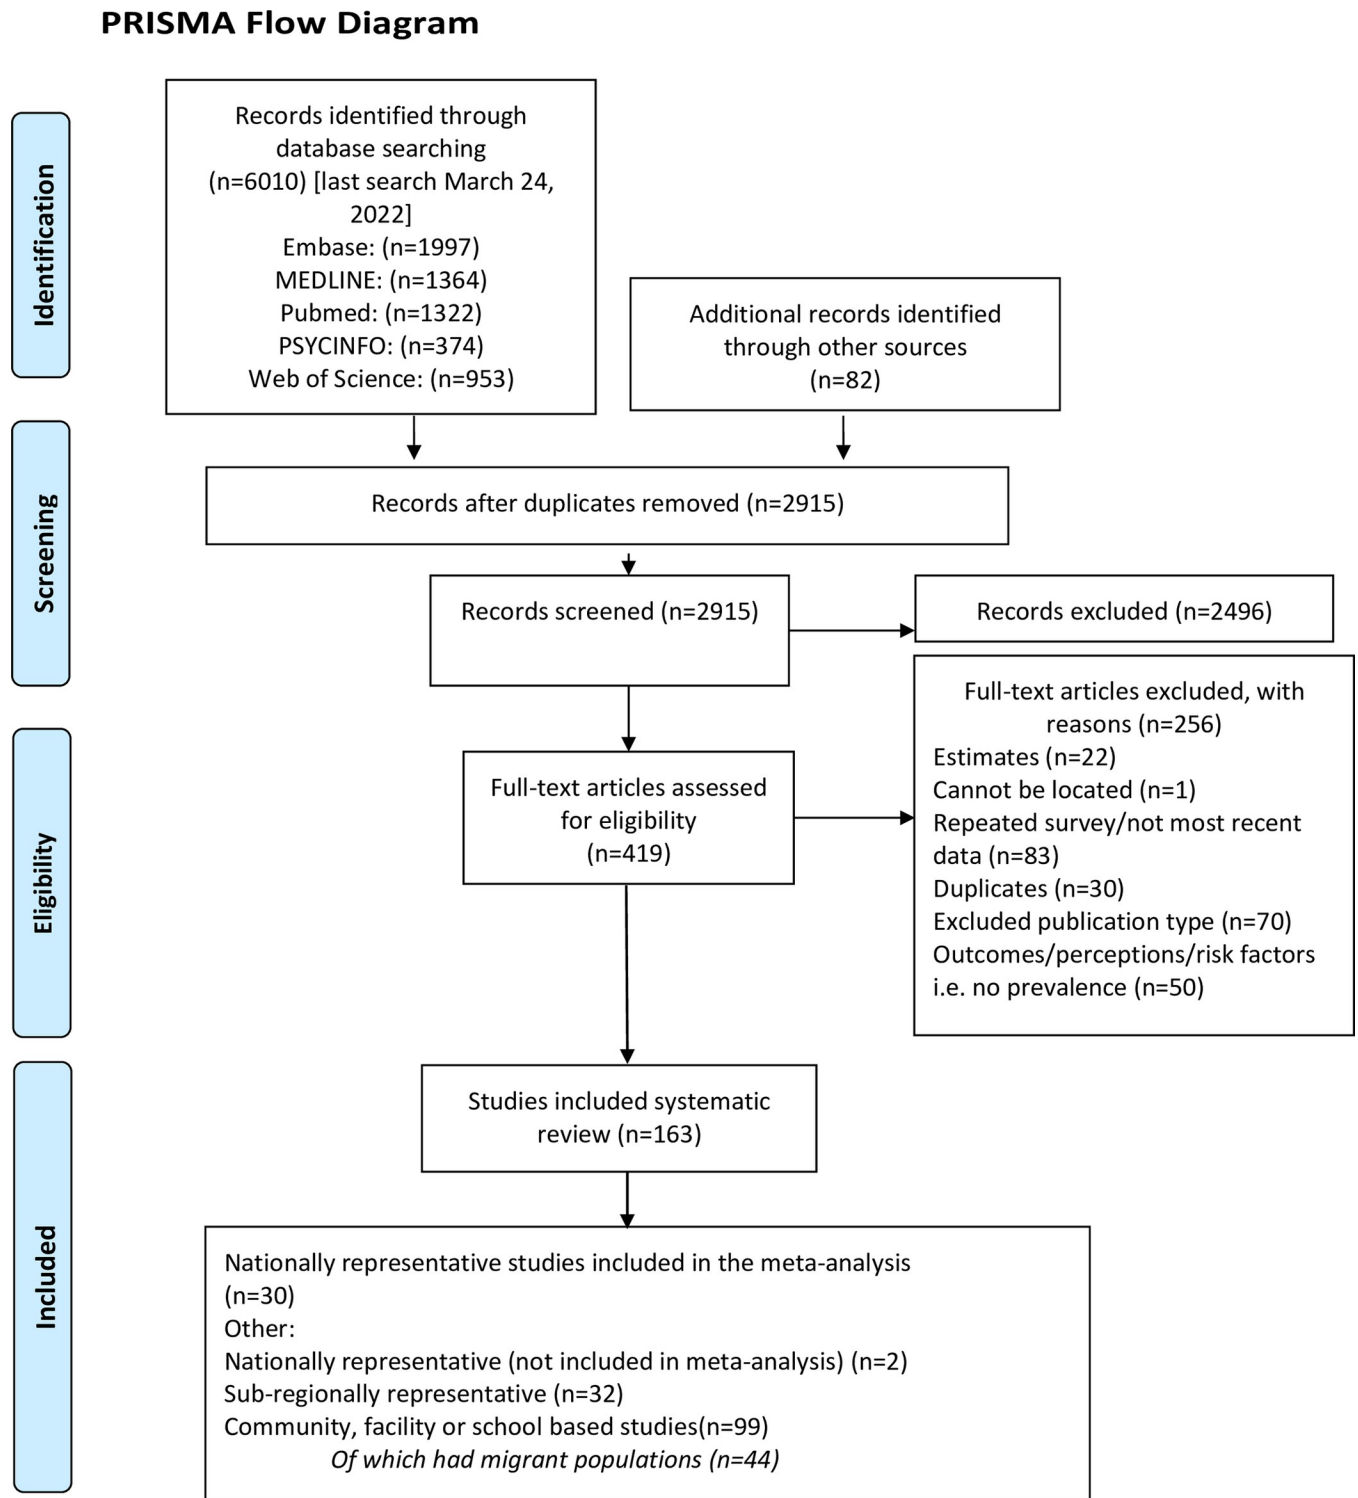 PRISMA Flow Diagram
Identification
Records identified through
database searching
(n=6010) [last search March 24,
2022]
Embase: (n=1997)
MEDLINE: (n=1364)
Pubmed: (n=1322)
PSYCINFO: (n=374)
Web of Science: (n=953)
Additional records identified
through other sources
(n=82)
Screening
Records after duplicates removed (n=2915)
Records screened (n=2915)
Records excluded (n=2496)
Eligibility
Full-text articles assessed
for eligibility
(n=419)
Full-text articles excluded, with
reasons (n=256)
Estimates (n=22)
Cannot be located (n=1)
Repeated survey/not most recent
data (n=83)
Duplicates (n=30)
Excluded publication type (n=70)
Outcomes/perceptions/risk factors
i.e. no prevalence (n=50)
Included
Studies included systematic
review (n=163)
Nationally representative studies included in the meta-analysis
(n=30)
Other:
Nationally representative (not included in meta-analysis) (n=2)
Sub-regionally representative (n=32)
Community, facility or school based studies(n=99)
Of which had migrant populations (n=44)